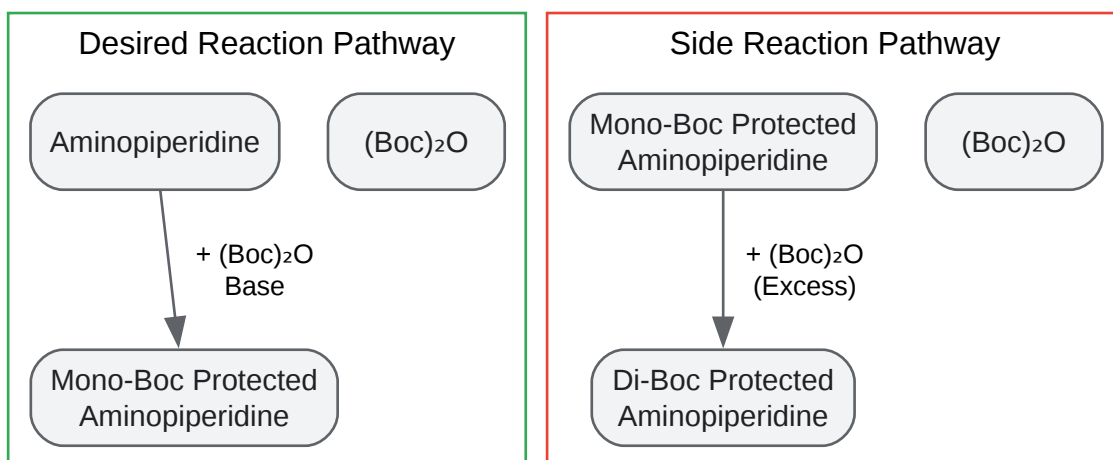 Desired Reaction Pathway
Aminopiperidine
(Boc)₂O
+ (Boc)₂O
Base
Mono-Boc Protected
Aminopiperidine
Side Reaction Pathway
Mono-Boc Protected
Aminopiperidine
(Boc)₂O
+ (Boc)₂O
(Excess)
Di-Boc Protected
Aminopiperidine